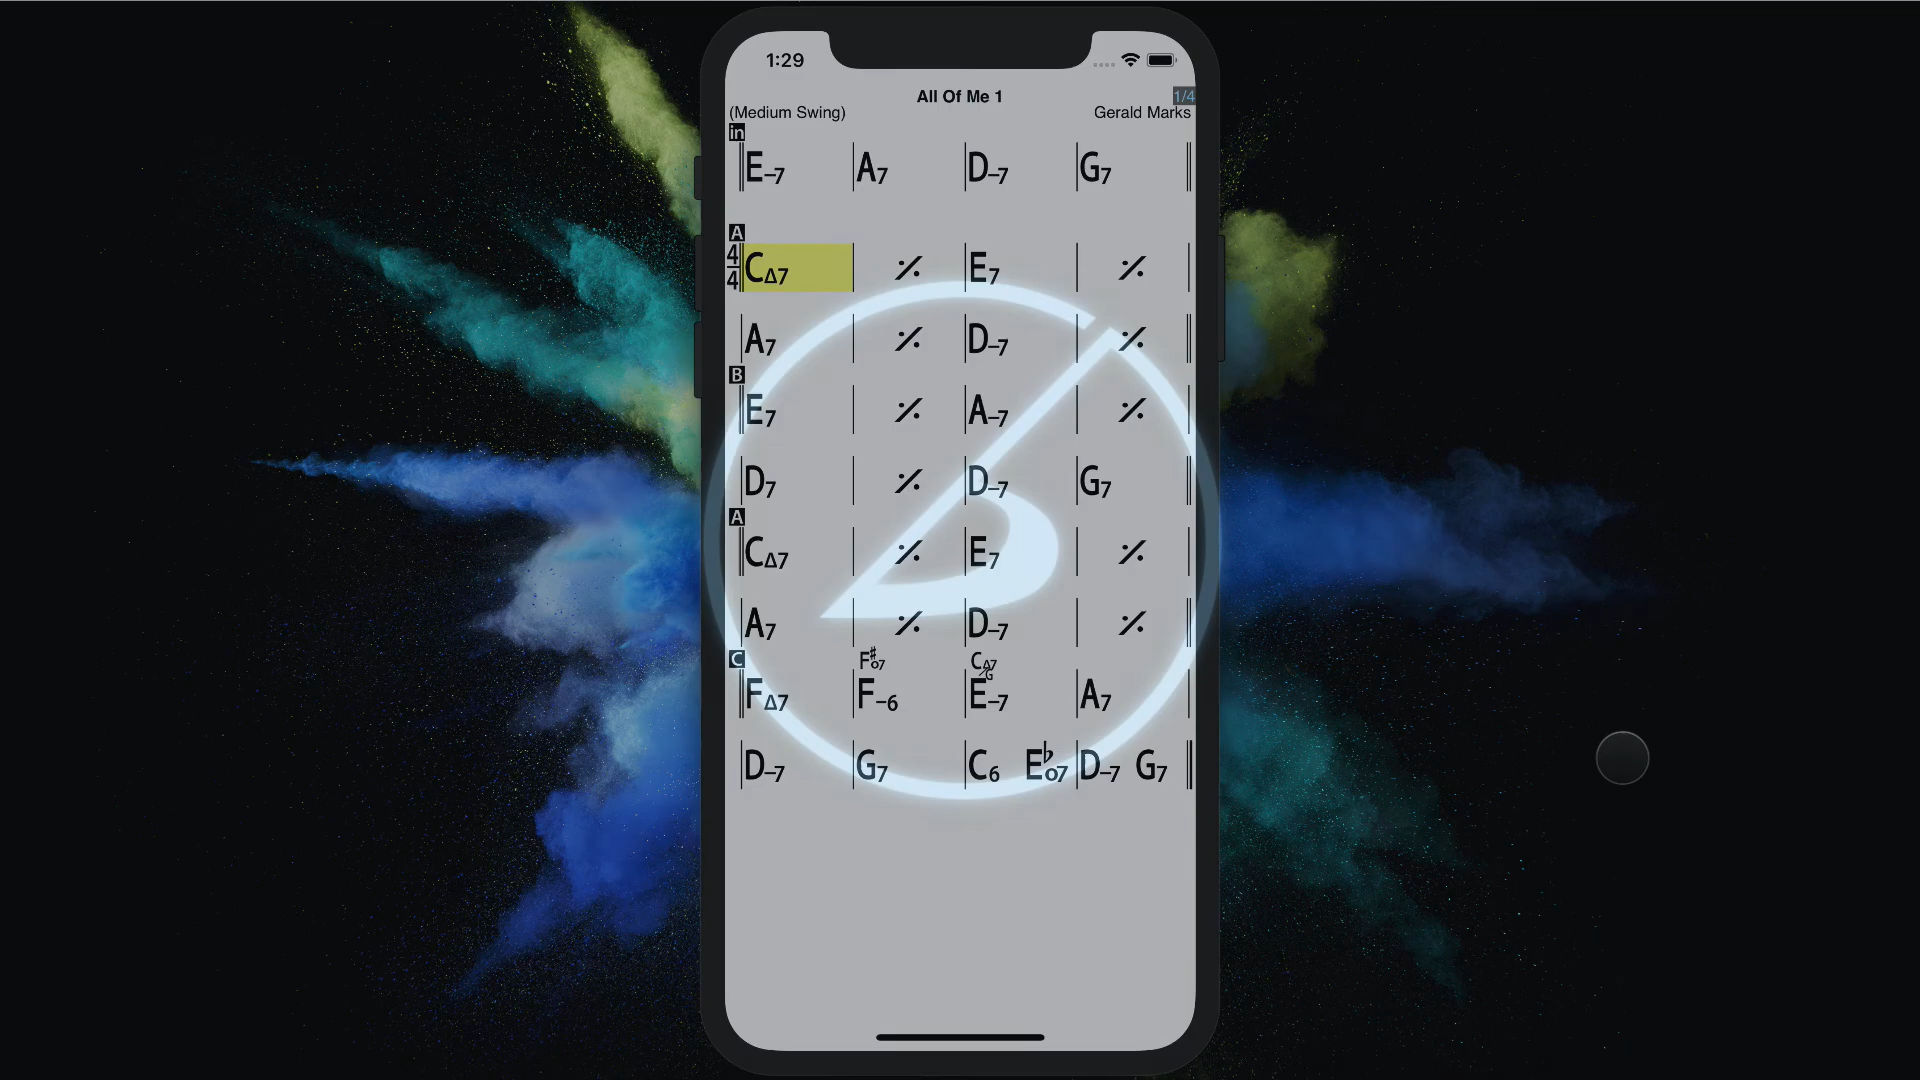 1:29
All Of Me 1
1/4
(Medium Swing) Gerald Marks
in
E–7 A7 D–7 G7
A
4/4 CΔ7 𝄎 E7 𝄎
A7 𝄎 D–7 𝄎
B
E7 𝄎 A–7 𝄎
D7 𝄎 D–7 G7
A
CΔ7 𝄎 E7 𝄎
A7 𝄎 D–7 𝄎
C F♯o7 CΔ7/G
FΔ7 F–6 E–7 A7
D–7 G7 C6 E♭o7 D–7 G7